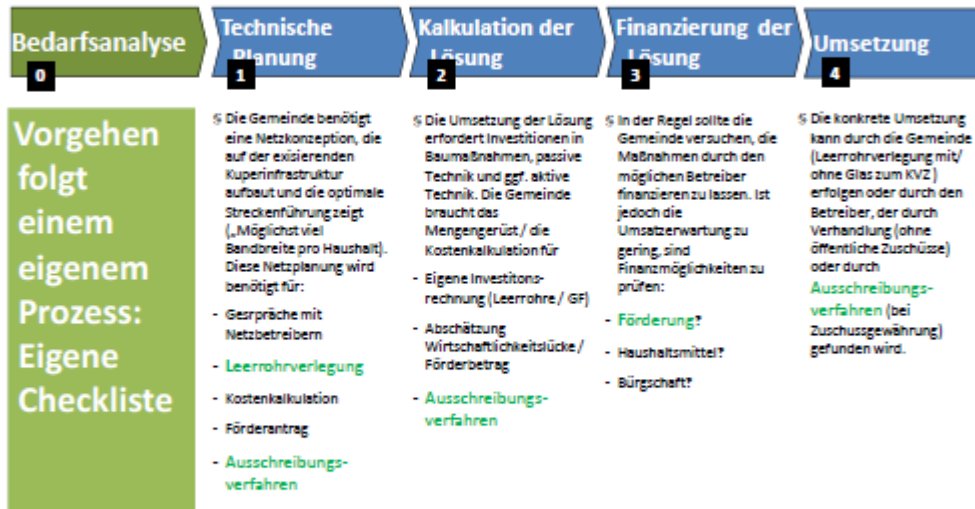 Bedarfsanalyse
0
Technische
Planung
1
Kalkulation der
Lösung
2
Finanzierung der
Lösung
3
Umsetzung
4
Vorgehen
folgt
einem
eigenem
Prozess:
Eigene
Checkliste
§ Die Gemeinde benötigt
eine Netzkonzeption, die
auf der exisierenden
Kuperinfrastruktur
aufbaut und die optimale
Streckenführung zeigt
(„Möglichst viel
Bandbreite pro Haushalt).
Diese Netzplanung wird
benötigt für:
- Gesrpräche mit
Netzbetreibern
- Leerrohrverlegung
- Kostenkalkulation
- Förderantrag
- Ausschreibungs-
verfahren
§ Die Umsetzung der Lösung
erfordert Investitionen in
Baumaßnahmen, passive
Technik und ggf. aktive
Technik. Die Gemeinde
braucht das
Mengengerüst / die
Kostenkalkulation für
- Eigene Investitons-
rechnung (Leerrohre / GF)
- Abschätzung
Wirtschaftlichkeitslücke /
Förderbetrag
- Ausschreibungs-
verfahren
§ In der Regel sollte die
Gemeinde versuchen, die
Maßnahmen durch den
möglichen Betreiber
finanzieren zu lassen. Ist
jedoch die
Umsatzerwartung zu
gering, sind
Finanzmöglichkeiten zu
prüfen:
- Förderung?
- Haushaltsmittel?
- Bürgschaft?
§ Die konkrete Umsetzung
kann durch die Gemeinde
(Leerrohrverlegung mit/
ohne Glas zum KVZ )
erfolgen oder durch den
Betreiber, der durch
Verhandlung (ohne
öffentliche Zuschüsse)
oder durch
Ausschreibungs-
verfahren (bei
Zuschussgewährung)
gefunden wird.